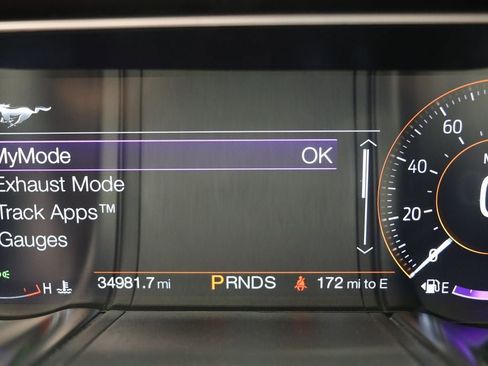 MyMode OK
Exhaust Mode
Track Apps™
Gauges
H 34981.7 mi PRNDS 172 mi to E E
60
40
20
0